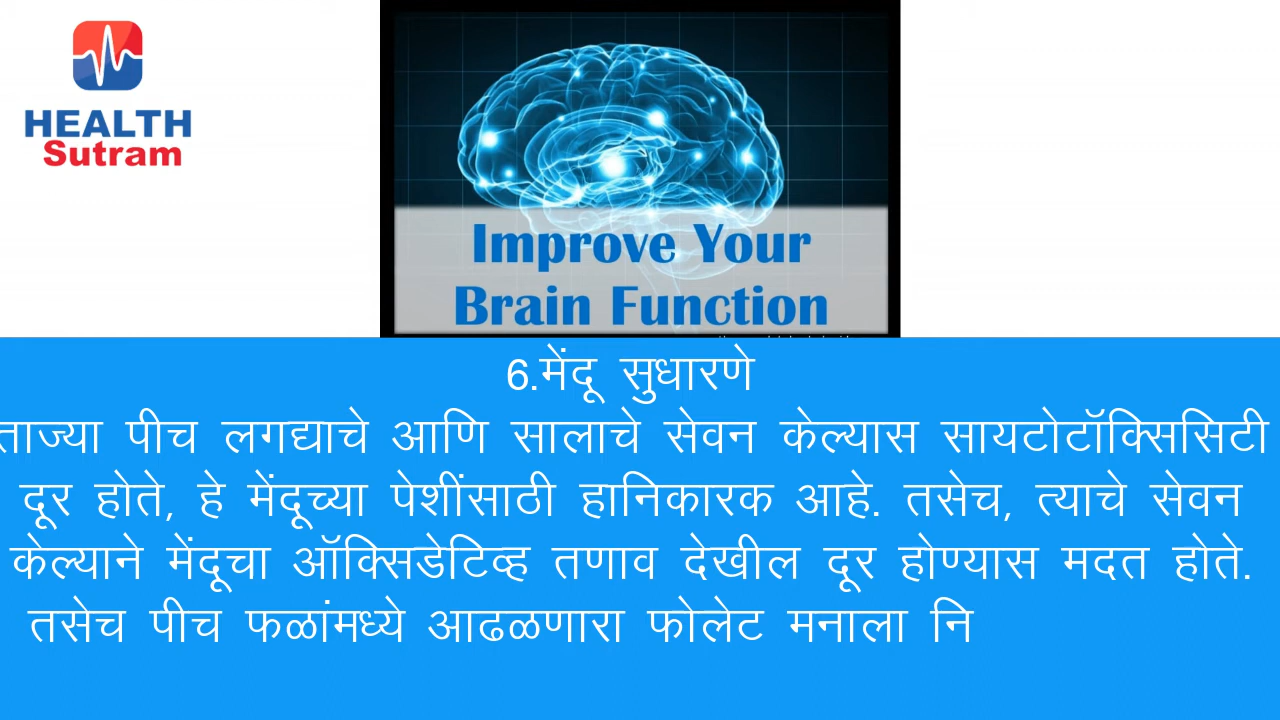 HEALTH
Sutram
Improve Your
Brain Function
6.मेंदू सुधारणे
ताज्या पीच लगद्याचे आणि सालाचे सेवन केल्यास सायटोटॉक्सिसिटी
दूर होते, हे मेंदूच्या पेशींसाठी हानिकारक आहे. तसेच, त्याचे सेवन
केल्याने मेंदूचा ऑक्सिडेटिव्ह तणाव देखील दूर होण्यास मदत होते.
तसेच पीच फळांमध्ये आढळणारा फोलेट मनाला नि